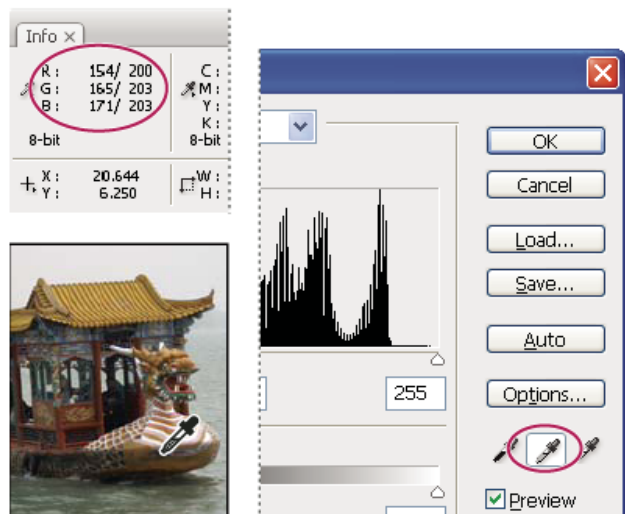 Info ×
R : 154/ 200 C :
G : 165/ 203 M :
B : 171/ 203 Y :
K :
8-bit 8-bit
X : 20.644 W :
Y : 6.250 H :
OK
Cancel
Load...
Save...
Auto
255 Options...
Preview